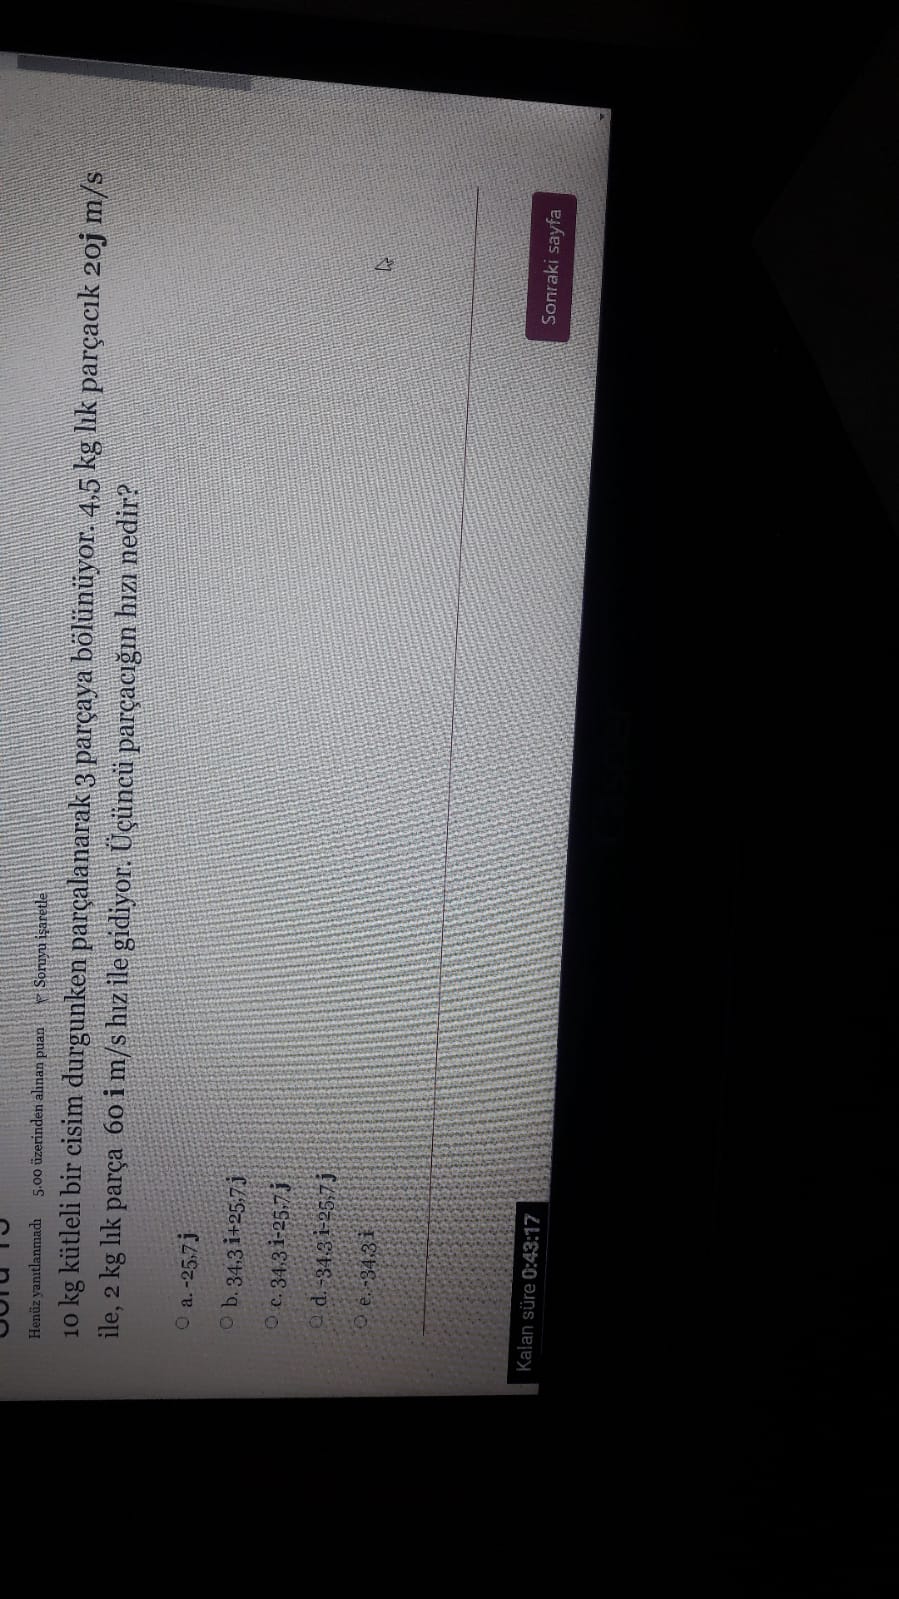 Henüz yanıtlanmadı 5,00 üzerinden alınan puan Soruyu işaretle
10 kg kütleli bir cisim durgunken parçalanarak 3 parçaya bölünüyor. 4,5 kg lık parçacık 20j m/s
ile, 2 kg lık parça 60 i m/s hız ile gidiyor. Üçüncü parçacığın hızı nedir?
a. -25,7 j
b. 34,3 i+25,7 j
c. 34,3 i-25,7 j
d. -34,3 i-25,7 j
e. -34,3 i
Sonraki sayfa
Kalan süre 0:43:17